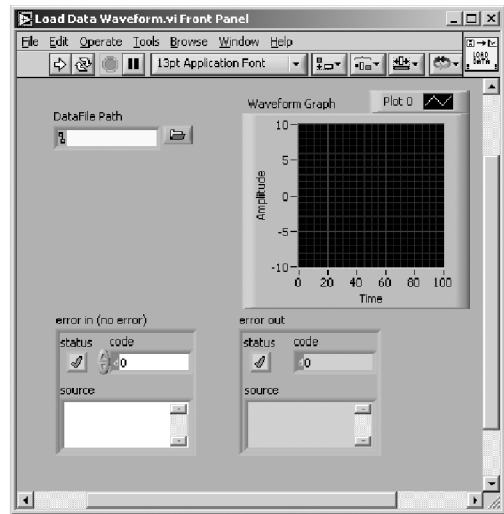 Load Data Waveform.vi Front Panel
File Edit Operate Tools Browse Window Help
13pt Application Font
LOAD
DATA
DataFile Path
Waveform Graph
Plot 0
10
5
0
-5
-10
Amplitude
0 20 40 60 80 100
Time
error in (no error)
status code
0
source
error out
status code
0
source